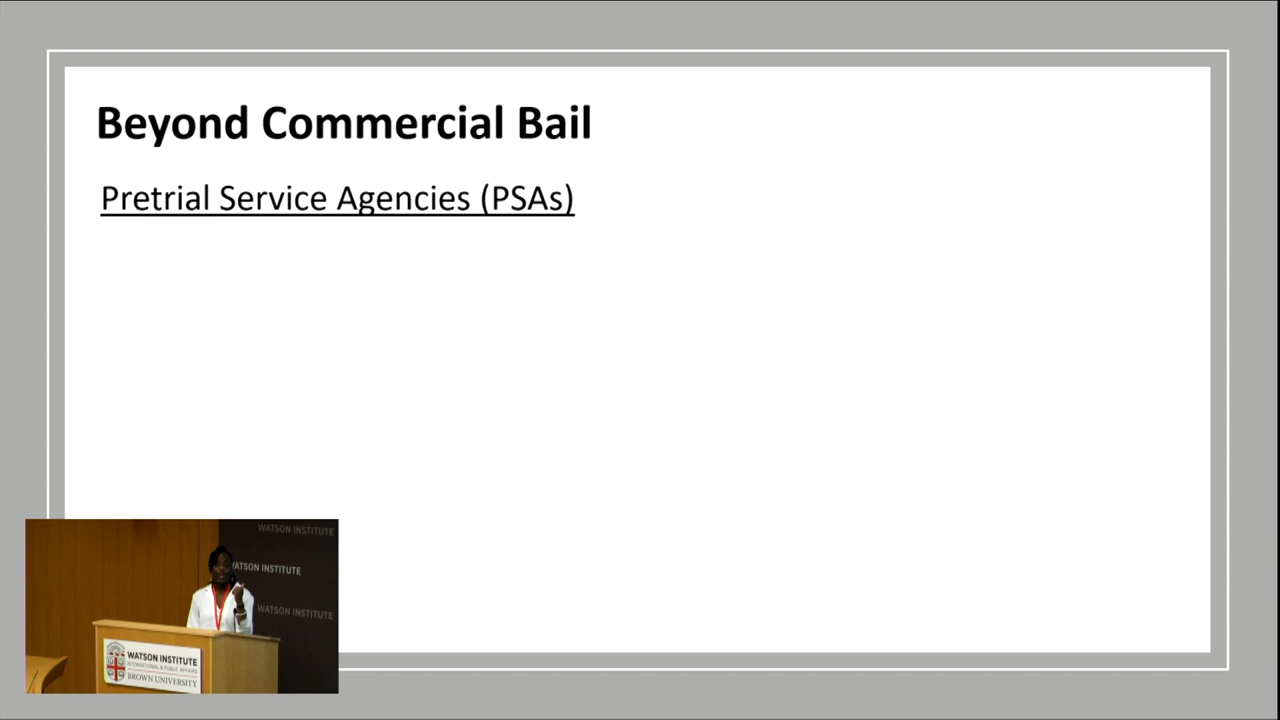 Beyond Commercial Bail
Pretrial Service Agencies (PSAs)
WATSON INSTITUTE
WATSON INSTITUTE
WATSON INSTITUTE
WATSON INSTITUTE
INTERNATIONAL & PUBLIC AFFAIRS
BROWN UNIVERSITY